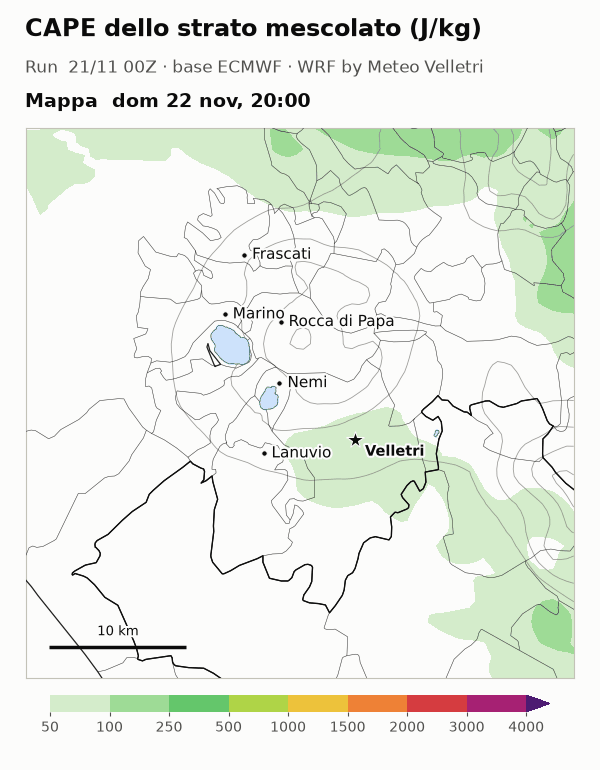 CAPE dello strato mescolato (J/kg)
Run  21/11 00Z · base ECMWF · WRF by Meteo Velletri
Mappa  dom 22 nov, 20:00
Frascati
Marino
Rocca di Papa
Nemi
Velletri
Lanuvio
10 km
50 100 250 500 1000 1500 2000 3000 4000